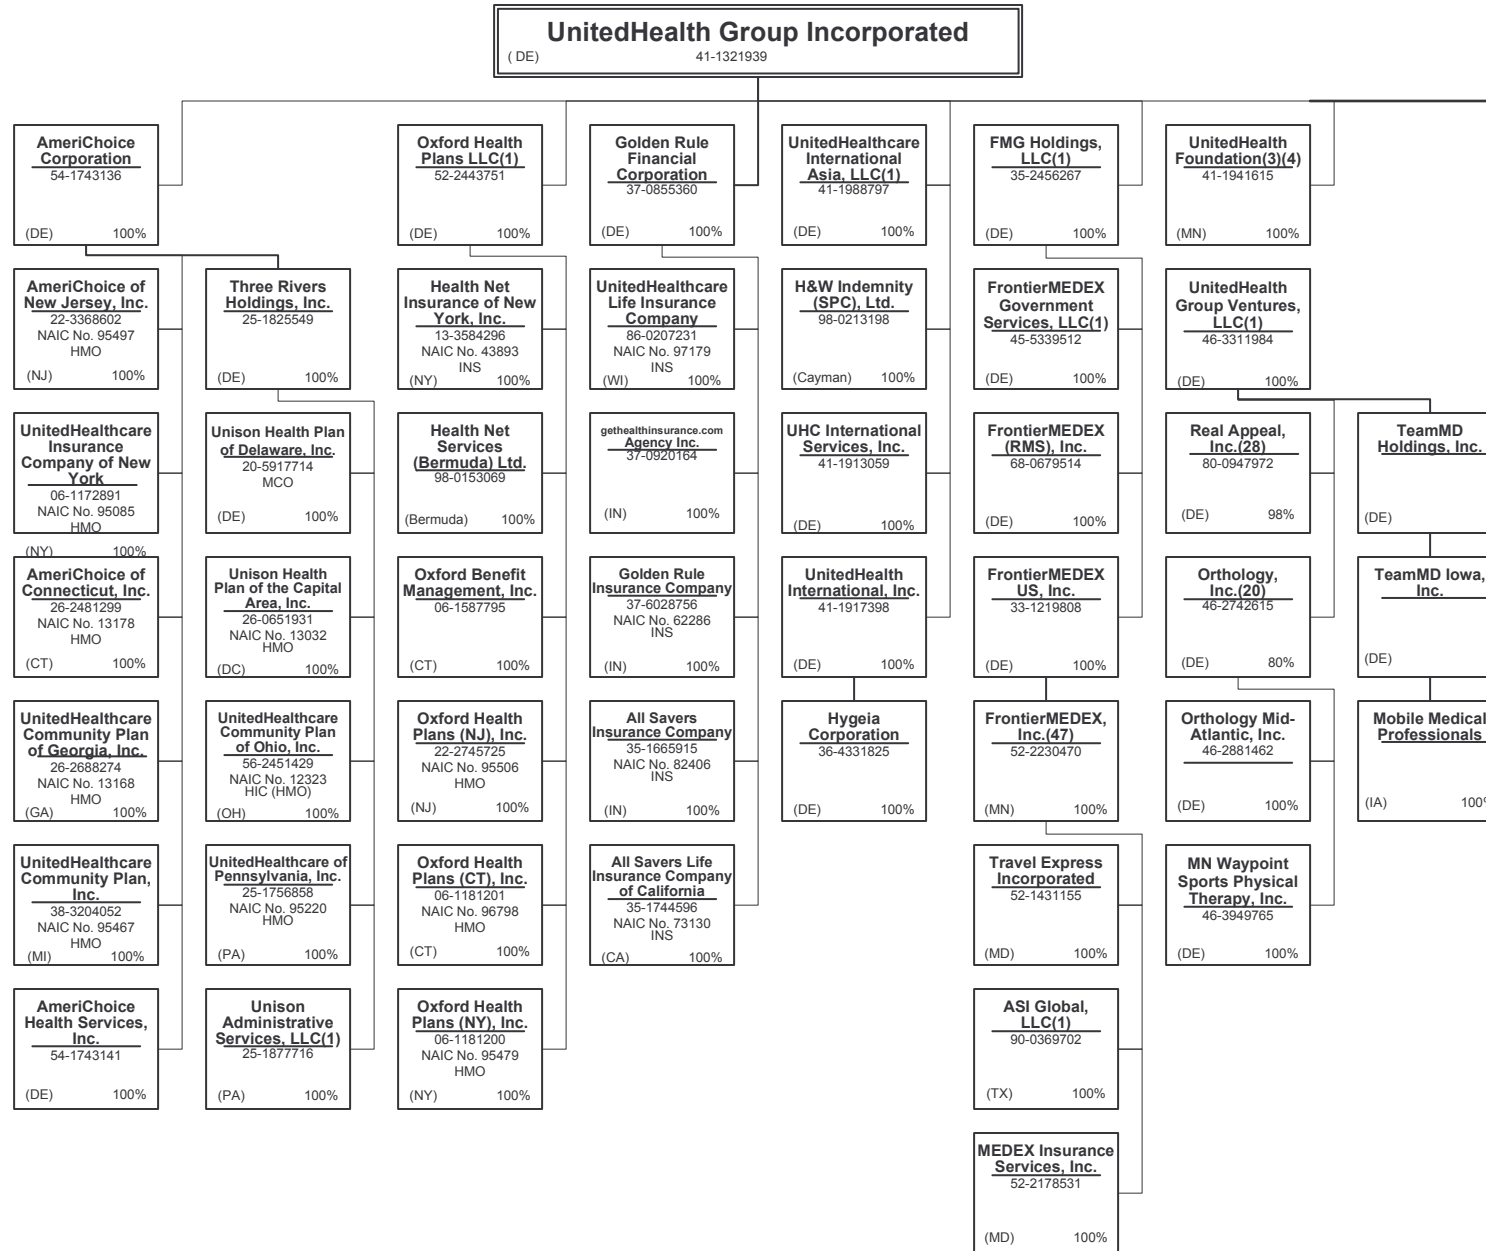 UnitedHealth Group Incorporated
( DE)
41-1321939
AmeriChoice
Corporation
54-1743136
(DE)
100%
AmeriChoice of
New Jersey, Inc.
22-3368602
NAIC No. 95497
HMO
(NJ)
100%
UnitedHealthcare
Insurance
Company of New
York
06-1172891
NAIC No. 95085
HMO
(NY)
100%
AmeriChoice of
Connecticut, Inc.
26-2481299
NAIC No. 13178
HMO
(CT)
100%
UnitedHealthcare
Community Plan
of Georgia, Inc.
26-2688274
NAIC No. 13168
HMO
(GA)
100%
UnitedHealthcare
Community Plan,
Inc.
38-3204052
NAIC No. 95467
HMO
(MI)
100%
AmeriChoice
Health Services,
Inc.
54-1743141
(DE)
100%
Three Rivers
Holdings, Inc.
25-1825549
(DE)
100%
Unison Health Plan
of Delaware, Inc.
20-5917714
MCO
(DE)
100%
Unison Health
Plan of the Capital
Area, Inc.
26-0651931
NAIC No. 13032
HMO
(DC)
100%
UnitedHealthcare
Community Plan
of Ohio, Inc.
56-2451429
NAIC No. 12323
HIC (HMO)
(OH)
100%
UnitedHealthcare of
Pennsylvania, Inc.
25-1756858
NAIC No. 95220
HMO
(PA)
100%
Unison
Administrative
Services, LLC(1)
25-1877716
(PA)
100%
Oxford Health
Plans LLC(1)
52-2443751
(DE)
100%
Health Net
Insurance of New
York, Inc.
13-3584296
NAIC No. 43893
INS
(NY)
100%
Health Net
Services
(Bermuda) Ltd.
98-0153069
(Bermuda)
100%
Oxford Benefit
Management, Inc.
06-1587795
(CT)
100%
Oxford Health
Plans (NJ), Inc.
22-2745725
NAIC No. 95506
HMO
(NJ)
100%
Oxford Health
Plans (CT), Inc.
06-1181201
NAIC No. 96798
HMO
(CT)
100%
Oxford Health
Plans (NY), Inc.
06-1181200
NAIC No. 95479
HMO
(NY)
100%
Golden Rule
Financial
Corporation
37-0855360
(DE)
100%
UnitedHealthcare
Life Insurance
Company
86-0207231
NAIC No. 97179
INS
(WI)
100%
gethealthinsurance.com
Agency Inc.
37-0920164
(IN)
100%
Golden Rule
Insurance Company
37-6028756
NAIC No. 62286
INS
(IN)
100%
All Savers
Insurance Company
35-1665915
NAIC No. 82406
INS
(IN)
100%
All Savers Life
Insurance Company
of California
35-1744596
NAIC No. 73130
INS
(CA)
100%
UnitedHealthcare
International
Asia, LLC(1)
41-1988797
(DE)
100%
H&W Indemnity
(SPC), Ltd.
98-0213198
(Cayman)
100%
UHC International
Services, Inc.
41-1913059
(DE)
100%
UnitedHealth
International, Inc.
41-1917398
(DE)
100%
Hygeia
Corporation
36-4331825
(DE)
100%
FMG Holdings,
LLC(1)
35-2456267
(DE)
100%
FrontierMEDEX
Government
Services, LLC(1)
45-5339512
(DE)
100%
FrontierMEDEX
(RMS), Inc.
68-0679514
(DE)
100%
FrontierMEDEX
US, Inc.
33-1219808
(DE)
100%
FrontierMEDEX,
Inc.(47)
52-2230470
(MN)
100%
Travel Express
Incorporated
52-1431155
(MD)
100%
ASI Global,
LLC(1)
90-0369702
(TX)
100%
MEDEX Insurance
Services, Inc.
52-2178531
(MD)
100%
UnitedHealth
Foundation(3)(4)
41-1941615
(MN)
100%
UnitedHealth
Group Ventures,
LLC(1)
46-3311984
(DE)
100%
Real Appeal,
Inc.(28)
80-0947972
(DE)
98%
Orthology,
Inc.(20)
46-2742615
(DE)
80%
Orthology Mid-
Atlantic, Inc.
46-2881462
(DE)
100%
MN Waypoint
Sports Physical
Therapy, Inc.
46-3949765
(DE)
100%
TeamMD
Holdings, Inc.
(DE)
TeamMD Iowa,
Inc.
(DE)
Mobile Medical
Professionals
(IA)
100%